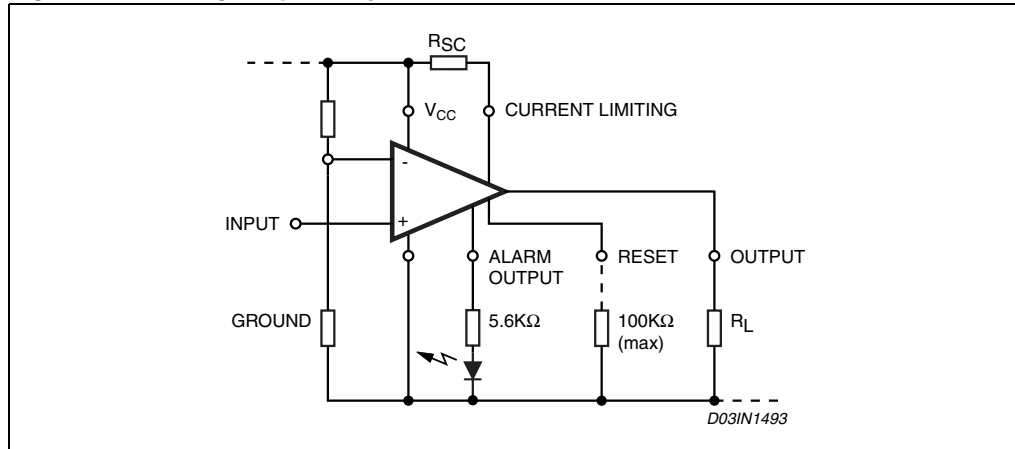 RSC
VCC
CURRENT LIMITING
-
INPUT
+
ALARM
OUTPUT
RESET
OUTPUT
GROUND
5.6KΩ
100KΩ
(max)
RL
D03IN1493